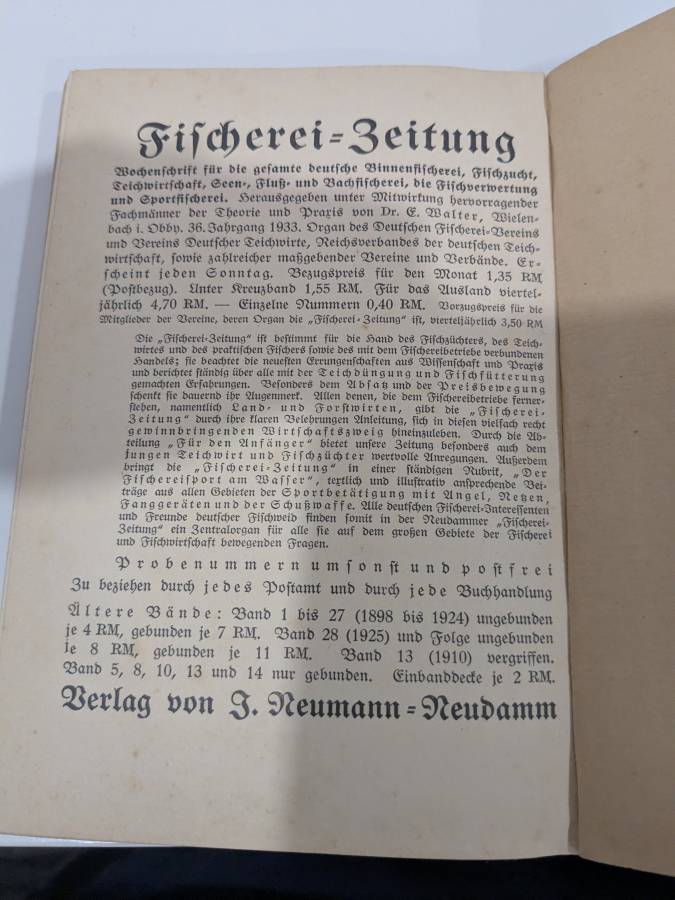 Fischerei-Zeitung
Wochenschrift für die gesamte deutsche Binnenfischerei, Fischzucht,
Teichwirtschaft, Seen-, Fluß- und Bachfischerei, die Fischverwertung
und Sportfischerei. Herausgegeben unter Mitwirkung hervorragender
Fachmänner der Theorie und Praxis von Dr. E. Walter, Wielen-
bach i. Obby. 36. Jahrgang 1933. Organ des Deutschen Fischerei-Vereins
und Vereins Deutscher Teichwirte, Reichsverbandes der deutschen Teich-
wirtschaft, sowie zahlreicher maßgebender Vereine und Verbände. Er-
scheint jeden Sonntag. Bezugspreis für den Monat 1,35 RM
(Postbezug). Unter Kreuzband 1,55 RM. Für das Ausland viertel-
jährlich 4,70 RM. — Einzelne Nummern 0,40 RM. Vorzugspreis für die
Mitglieder der Vereine, deren Organ die „Fischerei-Zeitung" ist, vierteljährlich 3,50 RM
Die „Fischerei-Zeitung" ist bestimmt für die Hand des Fischzüchters, des Teich-
wirtes und des praktischen Fischers sowie des mit dem Fischereibetriebe verbundenen
Handels; sie beachtet die neuesten Errungenschaften aus Wissenschaft und Praxis
und berichtet ständig über alle mit der Teichdüngung und Fischfütterung
gemachten Erfahrungen. Besonders dem Absatz und der Preisbewegung
schenkt sie dauernd ihr Augenmerk. Allen denen, die dem Fischereibetriebe ferner-
stehen, namentlich Land- und Forstwirten, gibt die „Fischerei-
Zeitung" durch ihre klaren Belehrungen Anleitung, sich in diesen vielfach recht
gewinnbringenden Wirtschaftszweig hineinzuleben. Durch die Ab-
teilung „Für den Anfänger" bietet unsere Zeitung besonders auch dem
jungen Teichwirt und Fischzüchter wertvolle Anregungen. Außerdem
bringt die „Fischerei-Zeitung" in einer ständigen Rubrik, „Der
Fischereisport am Wasser", textlich und illustrativ ansprechende Bei-
träge aus allen Gebieten der Sportbetätigung mit Angel, Netzen,
Fanggeräten und der Schußwaffe. Alle deutschen Fischerei-Interessenten
und Freunde deutscher Fischweid finden somit in der Neudammer „Fischerei-
Zeitung" ein Zentralorgan für alle sie auf dem großen Gebiete der Fischerei
und Fischwirtschaft bewegenden Fragen.
Probenummern umsonst und postfrei
Zu beziehen durch jedes Postamt und durch jede Buchhandlung
Ältere Bände: Band 1 bis 27 (1898 bis 1924) ungebunden
je 4 RM, gebunden je 7 RM. Band 28 (1925) und Folge ungebunden
je 8 RM, gebunden je 11 RM. Band 13 (1910) vergriffen.
Band 5, 8, 10, 13 und 14 nur gebunden. Einbanddecke je 2 RM.
Verlag von J. Neumann-Neudamm